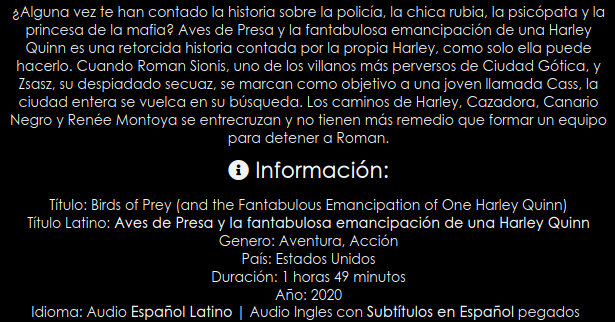 ¿Alguna vez te han contado la historia sobre la policía, la chica rubia, la psicópata y la
princesa de la mafia? Aves de Presa y la fantabulosa emancipación de una Harley
Quinn es una retorcida historia contada por la propia Harley, como solo ella puede
hacerlo. Cuando Roman Sionis, uno de los villanos más perversos de Ciudad Gótica, y
Zsasz, su despiadado secuaz, se marcan como objetivo a una joven llamada Cass, la
ciudad entera se vuelca en su búsqueda. Los caminos de Harley, Cazadora, Canario
Negro y Renée Montoya se entrecruzan y no tienen más remedio que formar un equipo
para detener a Roman.
Información:
Título: Birds of Prey (and the Fantabulous Emancipation of One Harley Quinn)
Título Latino: Aves de Presa y la fantabulosa emancipación de una Harley Quinn
Genero: Aventura, Acción
País: Estados Unidos
Duración: 1 horas 49 minutos
Año: 2020
Idioma: Audio Español Latino | Audio Ingles con Subtítulos en Español pegados